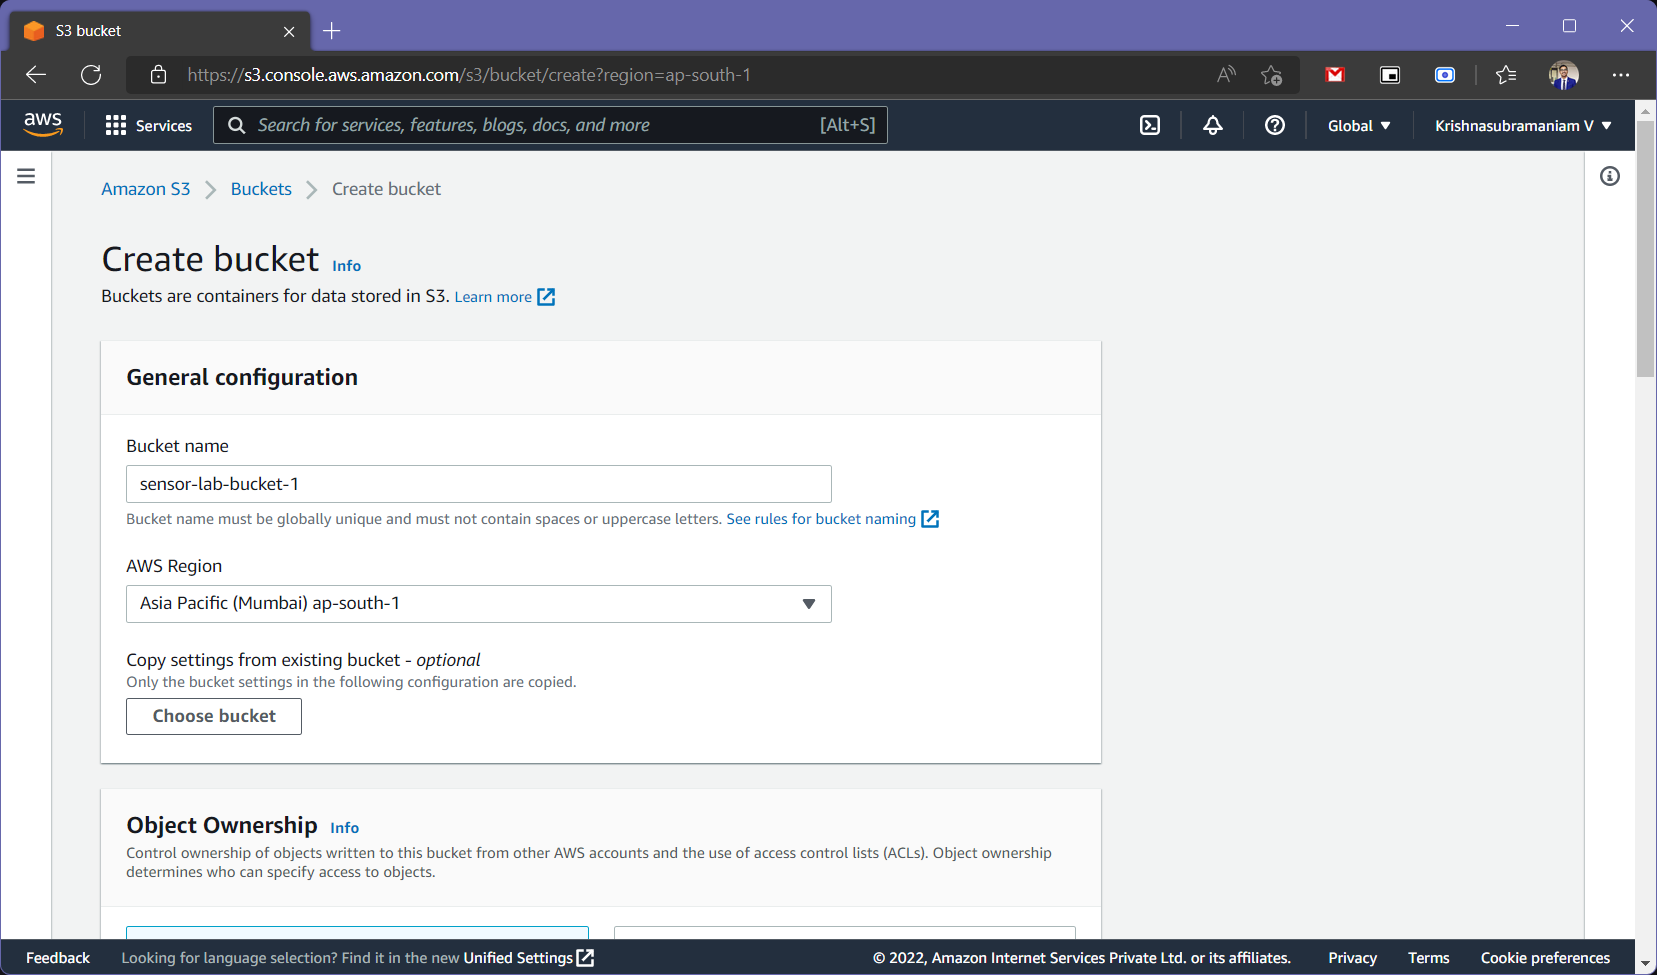 S3 bucket
https://s3.console.aws.amazon.com/s3/bucket/create?region=ap-south-1
aws
Services
Search for services, features, blogs, docs, and more
[Alt+S]
Global
Krishnasubramaniam V
Amazon S3
Buckets
Create bucket
Create bucket Info
Buckets are containers for data stored in S3. Learn more
General configuration
Bucket name
sensor-lab-bucket-1
Bucket name must be globally unique and must not contain spaces or uppercase letters. See rules for bucket naming
AWS Region
Asia Pacific (Mumbai) ap-south-1
Copy settings from existing bucket - optional
Only the bucket settings in the following configuration are copied.
Choose bucket
Object Ownership Info
Control ownership of objects written to this bucket from other AWS accounts and the use of access control lists (ACLs). Object ownership
determines who can specify access to objects.
Feedback
Looking for language selection? Find it in the new Unified Settings
© 2022, Amazon Internet Services Private Ltd. or its affiliates.
Privacy
Terms
Cookie preferences